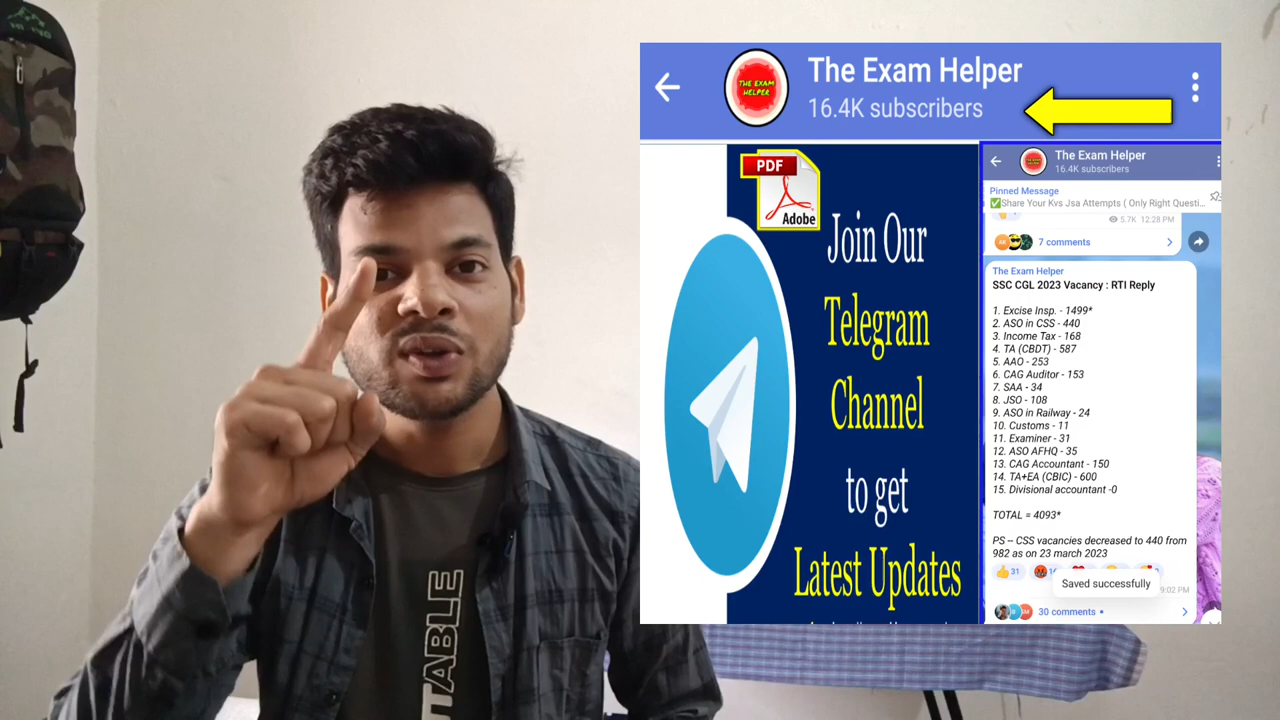 The Exam Helper
16.4K subscribers
THE EXAM
HELPER
PDF
Adobe
Join Our
Telegram
Channel
to get
Latest Updates
The Exam Helper
16.4K subscribers
Pinned Message
✅Share Your Kvs Jsa Attempts ( Only Right Questi...
5.7K 12:28 PM
7 comments
The Exam Helper
SSC CGL 2023 Vacancy : RTI Reply
1. Excise Insp. - 1499*
2. ASO in CSS - 440
3. Income Tax - 168
4. TA (CBDT) - 587
5. AAO - 253
6. CAG Auditor - 153
7. SAA - 34
8. JSO - 108
9. ASO in Railway - 24
10. Customs - 11
11. Examiner - 31
12. ASO AFHQ - 35
13. CAG Accountant - 150
14. TA+EA (CBIC) - 600
15. Divisional accountant -0
TOTAL = 4093*
PS -- CSS vacancies decreased to 440 from
982 as on 23 march 2023
31
Saved successfully
9:02 PM
30 comments
TABLE